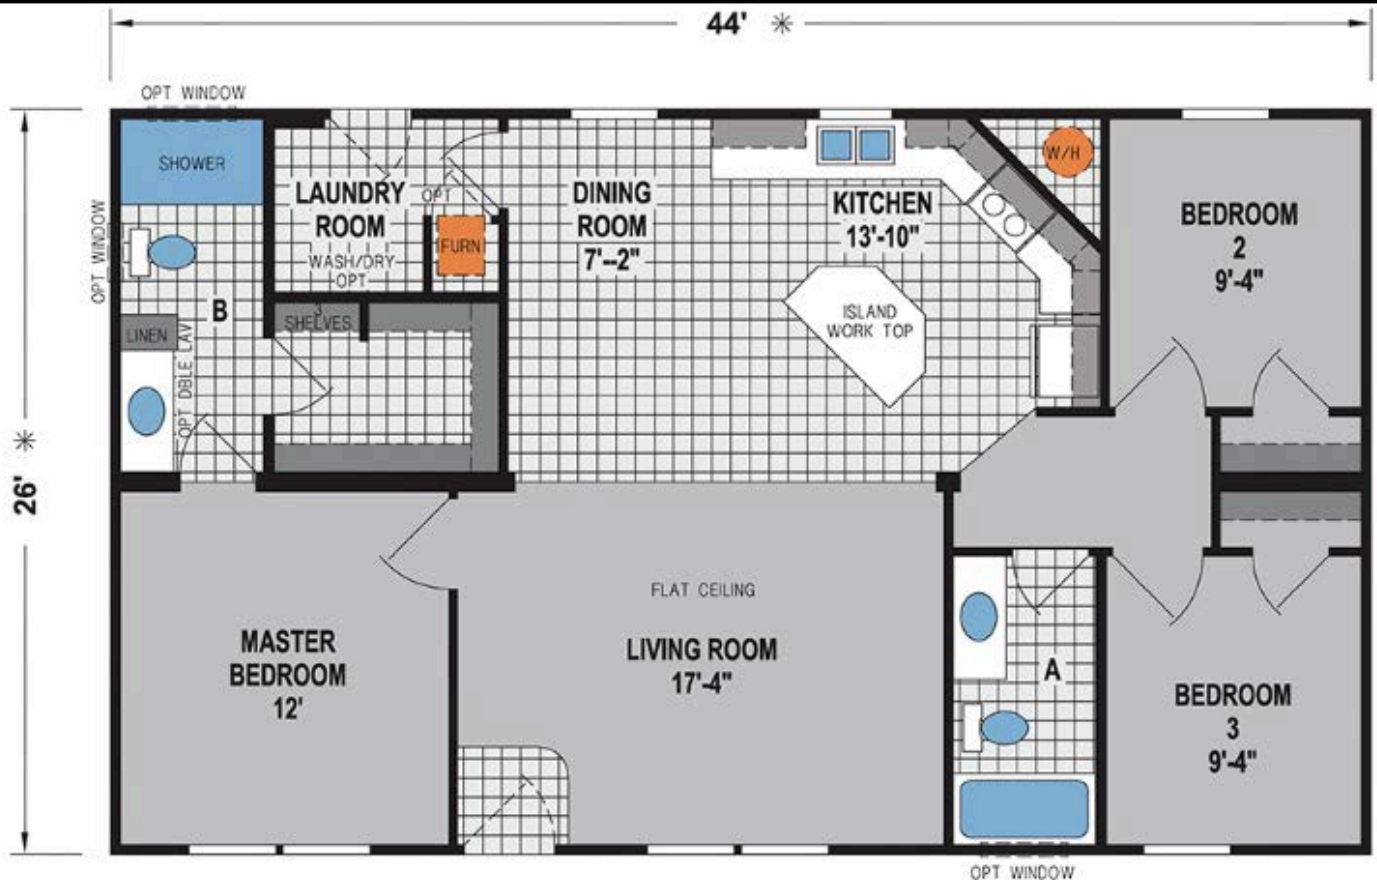 44' ✳
OPT WINDOW
SHOWER
OPT WINDOW
LAUNDRY
ROOM
WASH/DRY
OPT
OPT
FURN
DINING
ROOM
7'--2"
KITCHEN
13'-10"
W/H
BEDROOM
2
9'-4"
ISLAND
WORK TOP
B
3
SHELVES
LINEN
OPT DBLE LAV
26' ✳
FLAT CEILING
MASTER
BEDROOM
12'
LIVING ROOM
17'-4"
A
BEDROOM
3
9'-4"
OPT WINDOW